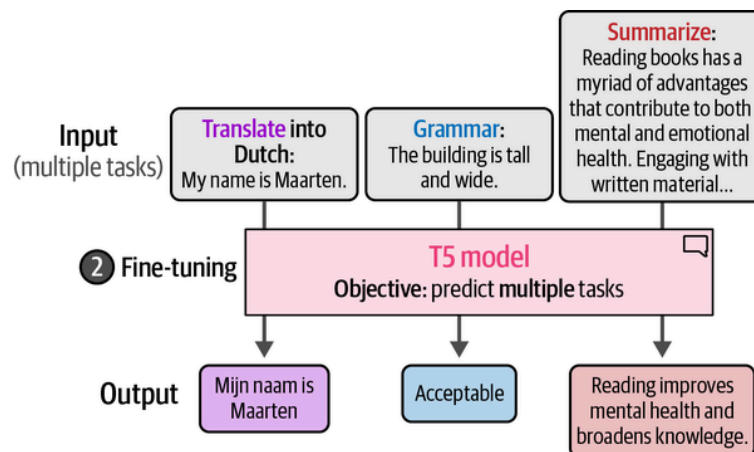 Summarize:
Reading books has a
myriad of advantages
that contribute to both
mental and emotional
health. Engaging with
written material...
Input
(multiple tasks)
Translate into
Dutch:
My name is Maarten.
Grammar:
The building is tall
and wide.
2 Fine-tuning
T5 model
Objective: predict multiple tasks
Output
Mijn naam is
Maarten
Acceptable
Reading improves
mental health and
broadens knowledge.